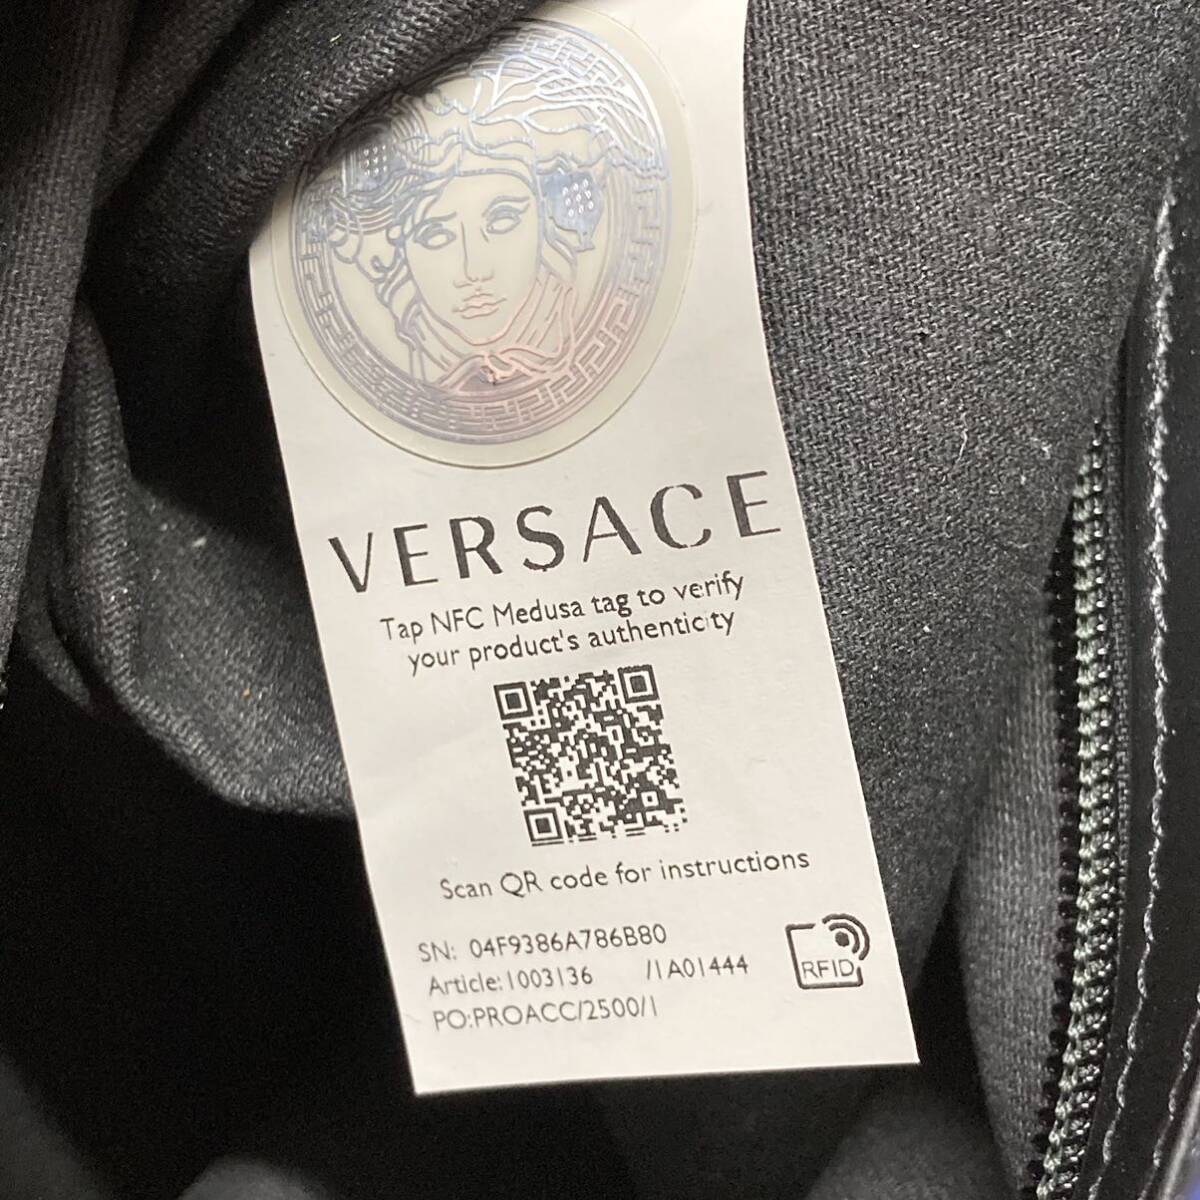 VERSACE
Tap NFC Medusa tag to verify
your product's authenticity
Scan QR code for instructions
SN: 04F9386A786B80
Article:1003136 /1A01444
PO:PROACC/2500/1
RFID